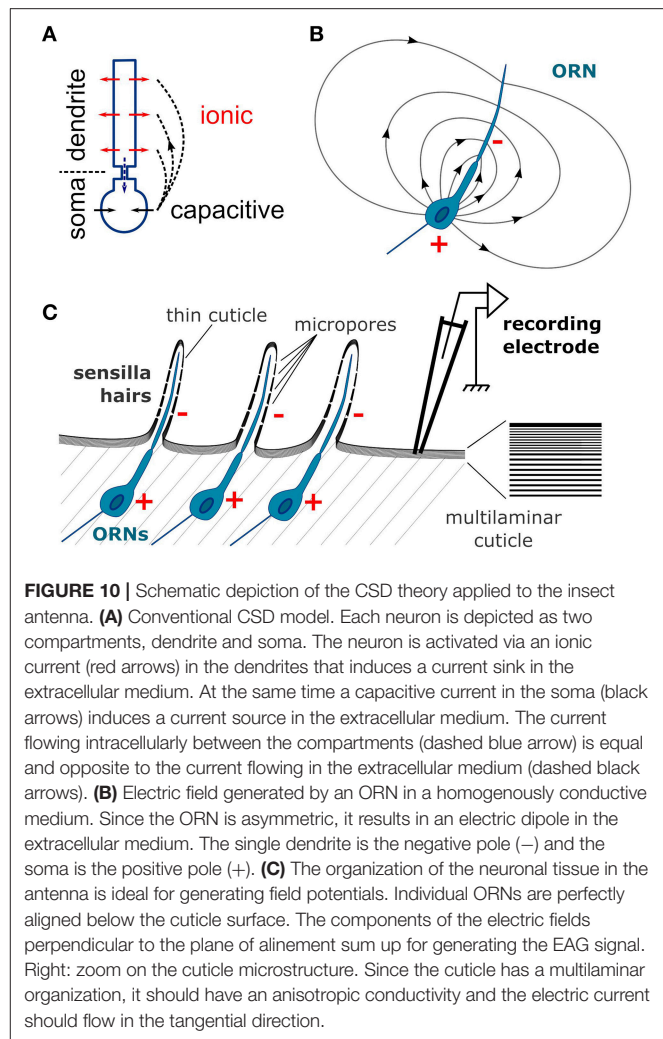 A
dendrite
soma
ionic
capacitive
B
ORN
-
+
C
thin cuticle
micropores
sensilla
hairs
recording
electrode
-
-
-
+
+
+
ORNs
multilaminar
cuticle
FIGURE 10 | Schematic depiction of the CSD theory applied to the insect
antenna. (A) Conventional CSD model. Each neuron is depicted as two
compartments, dendrite and soma. The neuron is activated via an ionic
current (red arrows) in the dendrites that induces a current sink in the
extracellular medium. At the same time a capacitive current in the soma (black
arrows) induces a current source in the extracellular medium. The current
flowing intracellularly between the compartments (dashed blue arrow) is equal
and opposite to the current flowing in the extracellular medium (dashed black
arrows). (B) Electric field generated by an ORN in a homogenously conductive
medium. Since the ORN is asymmetric, it results in an electric dipole in the
extracellular medium. The single dendrite is the negative pole (−) and the
soma is the positive pole (+). (C) The organization of the neuronal tissue in the
antenna is ideal for generating field potentials. Individual ORNs are perfectly
aligned below the cuticle surface. The components of the electric fields
perpendicular to the plane of alinement sum up for generating the EAG signal.
Right: zoom on the cuticle microstructure. Since the cuticle has a multilaminar
organization, it should have an anisotropic conductivity and the electric current
should flow in the tangential direction.